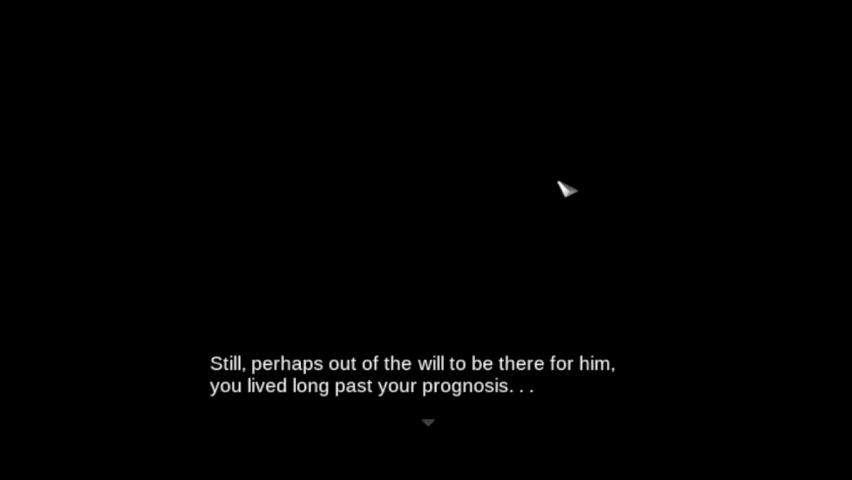 Still, perhaps out of the will to be there for him,
you lived long past your prognosis. . .